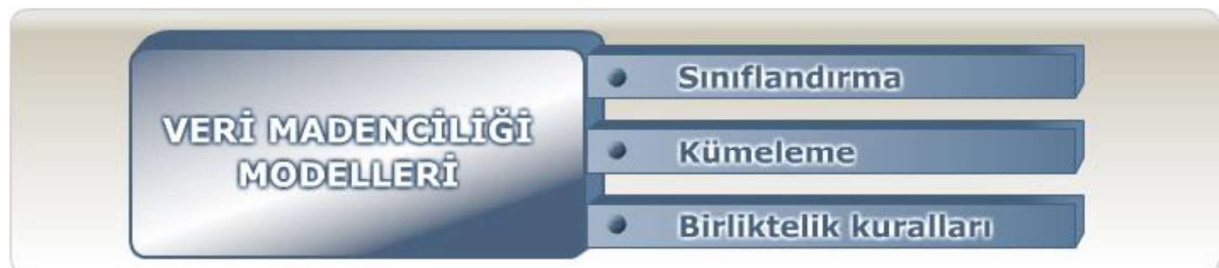 VERİ MADENCİLİĞİ
MODELLERİ
Sınıflandırma
Kümeleme
Birliktelik kuralları